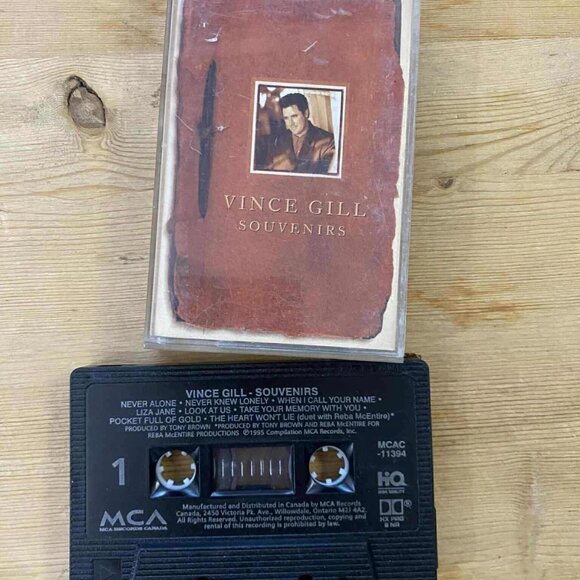 VINCE GILL
SOUVENIRS
VINCE GILL - SOUVENIRS
NEVER ALONE • NEVER KNEW LONELY • WHEN I CALL YOUR NAME •
LIZA JANE • LOOK AT US • TAKE YOUR MEMORY WITH YOU •
POCKET FULL OF GOLD • THE HEART WON'T LIE (duet with Reba McEntire)*
PRODUCED BY TONY BROWN *PRODUCED BY TONY BROWN AND REBA McENTIRE FOR
REBA McENTIRE PRODUCTIONS ℗1995 Compilation MCA Records, Inc.
MCAC
-11394
1
HiQ
HIGH QUALITY
HX PRO
B NR
MCA
MCA RECORDS CANADA
Manufactured and Distributed in Canada by MCA Records
Canada, 2450 Victoria Pk. Ave., Willowdale, Ontario M2J 4A2.
All Rights Reserved. Unauthorized reproduction, copying and
rental of this recording is prohibited by law.